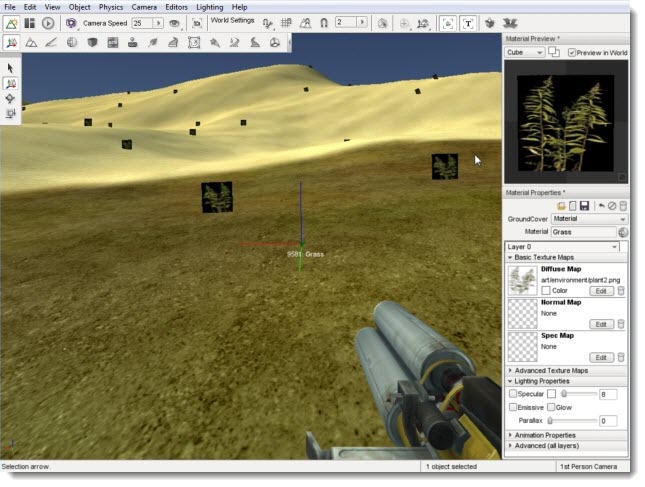 File Edit View Object Physics Camera Editors Lighting Help
Camera Speed 25 World Settings 2
T
Material Preview *
Cube Preview in World
9581 Grass
Material Properties *
GroundCover Material
Material Grass
Layer 0
Basic Texture Maps
Diffuse Map
art/environment/plant2.png
Color Edit
Normal Map
None
Edit
Spec Map
None
Edit
Advanced Texture Maps
Lighting Properties
Specular 8
Emissive Glow
Parallax 0
Animation Properties
Advanced (all layers)
Selection arrow. 1 object selected 1st Person Camera